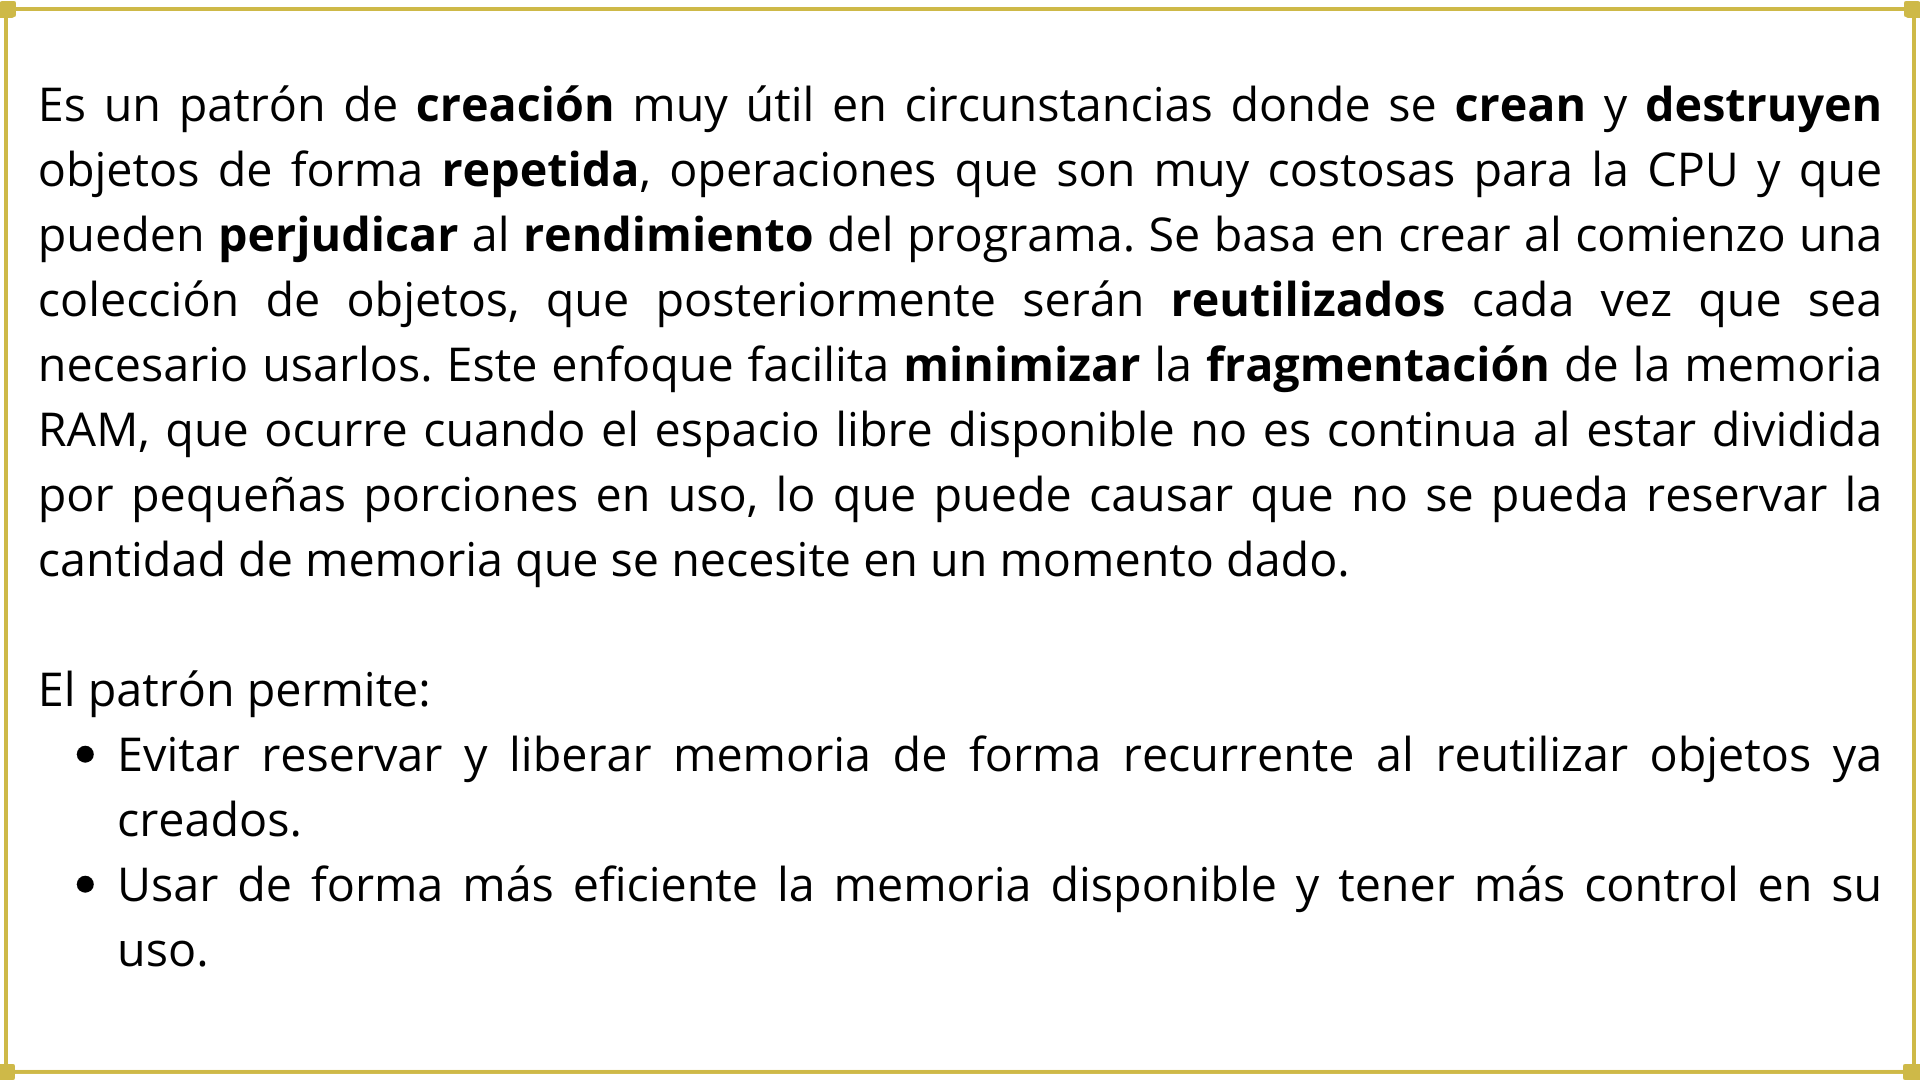 Es un patrón de creación muy útil en circunstancias donde se crean y destruyen
objetos de forma repetida, operaciones que son muy costosas para la CPU y que
pueden perjudicar al rendimiento del programa. Se basa en crear al comienzo una
colección de objetos, que posteriormente serán reutilizados cada vez que sea
necesario usarlos. Este enfoque facilita minimizar la fragmentación de la memoria
RAM, que ocurre cuando el espacio libre disponible no es continua al estar dividida
por pequeñas porciones en uso, lo que puede causar que no se pueda reservar la
cantidad de memoria que se necesite en un momento dado.
El patrón permite:
• Evitar reservar y liberar memoria de forma recurrente al reutilizar objetos ya
creados.
• Usar de forma más eficiente la memoria disponible y tener más control en su
uso.